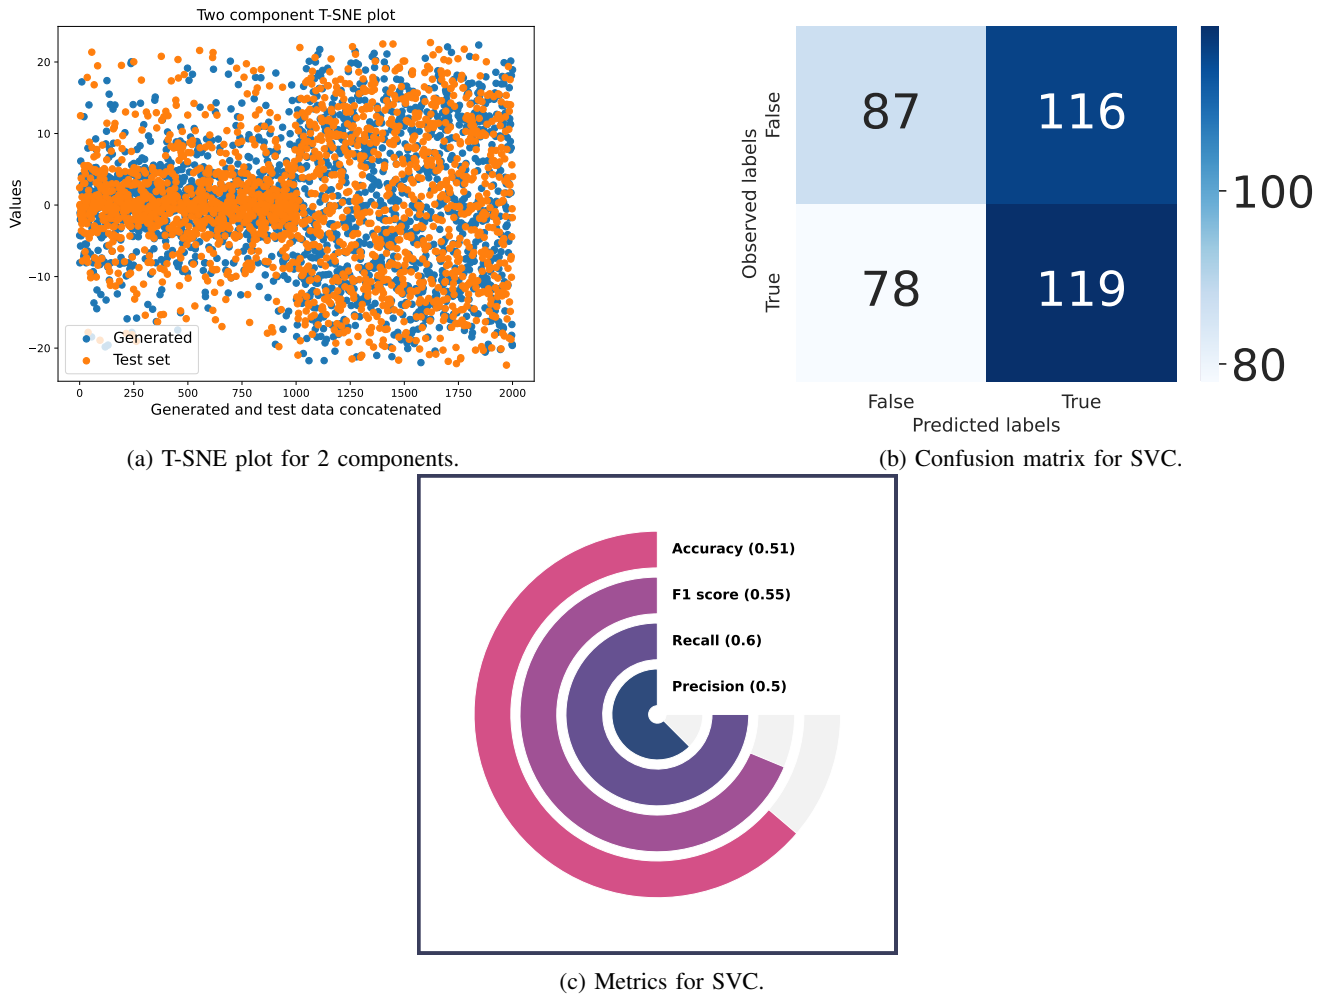 Two component T-SNE plot
Values
20
10
0
−10
−20
Generated
Test set
0 250 500 750 1000 1250 1500 1750 2000
Generated and test data concatenated
(a) T-SNE plot for 2 components.
Observed labels
False
True
87 116
78 119
False True
Predicted labels
100
80
(b) Confusion matrix for SVC.
Accuracy (0.51)
F1 score (0.55)
Recall (0.6)
Precision (0.5)
(c) Metrics for SVC.